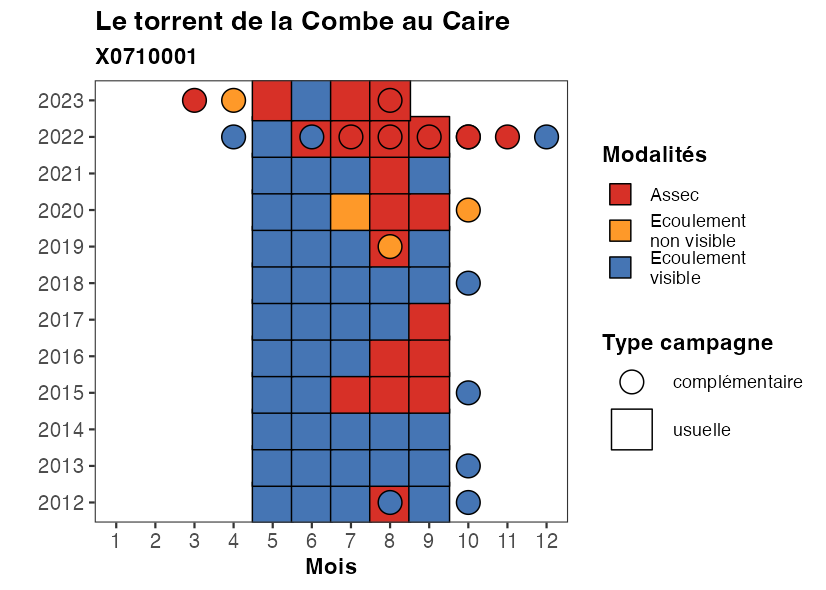 Le torrent de la Combe au Caire
X0710001
2023
2022
2021
2020
2019
2018
2017
2016
2015
2014
2013
2012
1 2 3 4 5 6 7 8 9 10 11 12
Mois
Modalités
Assec
Ecoulement
non visible
Ecoulement
visible
Type campagne
complémentaire
usuelle